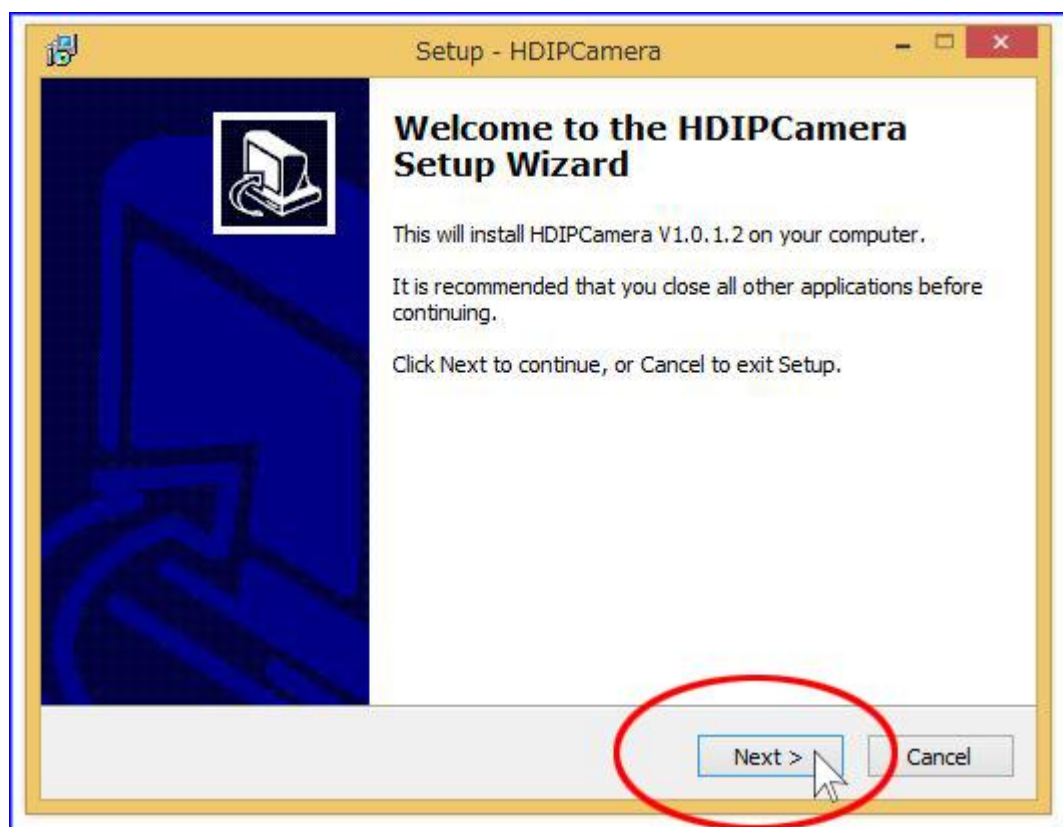 Setup - HDIPCamera
Welcome to the HDIPCamera
Setup Wizard
This will install HDIPCamera V1.0.1.2 on your computer.
It is recommended that you close all other applications before
continuing.
Click Next to continue, or Cancel to exit Setup.
Next >
Cancel